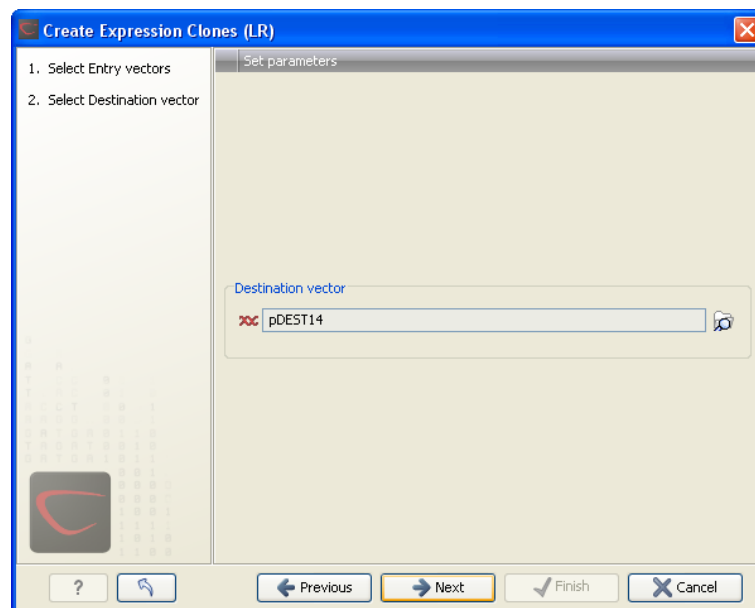 Create Expression Clones (LR)
1. Select Entry vectors
2. Select Destination vector
Set parameters
Destination vector
pDEST14
?
Previous
Next
Finish
Cancel